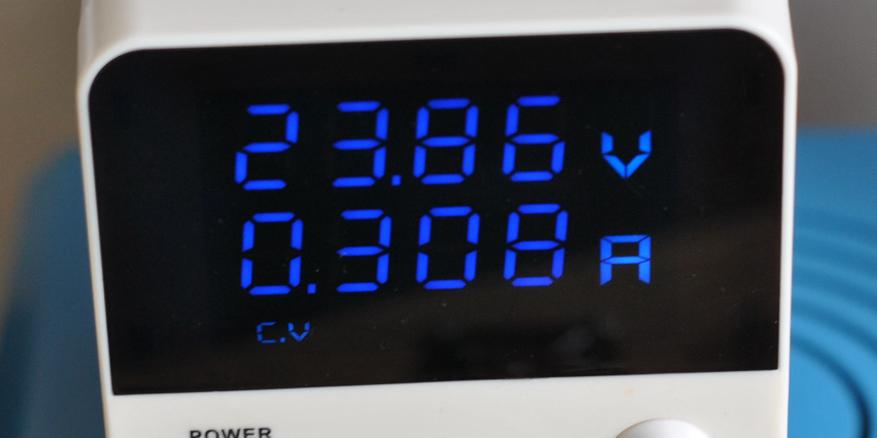 23.86 V
0.308 A
C.V
POWER